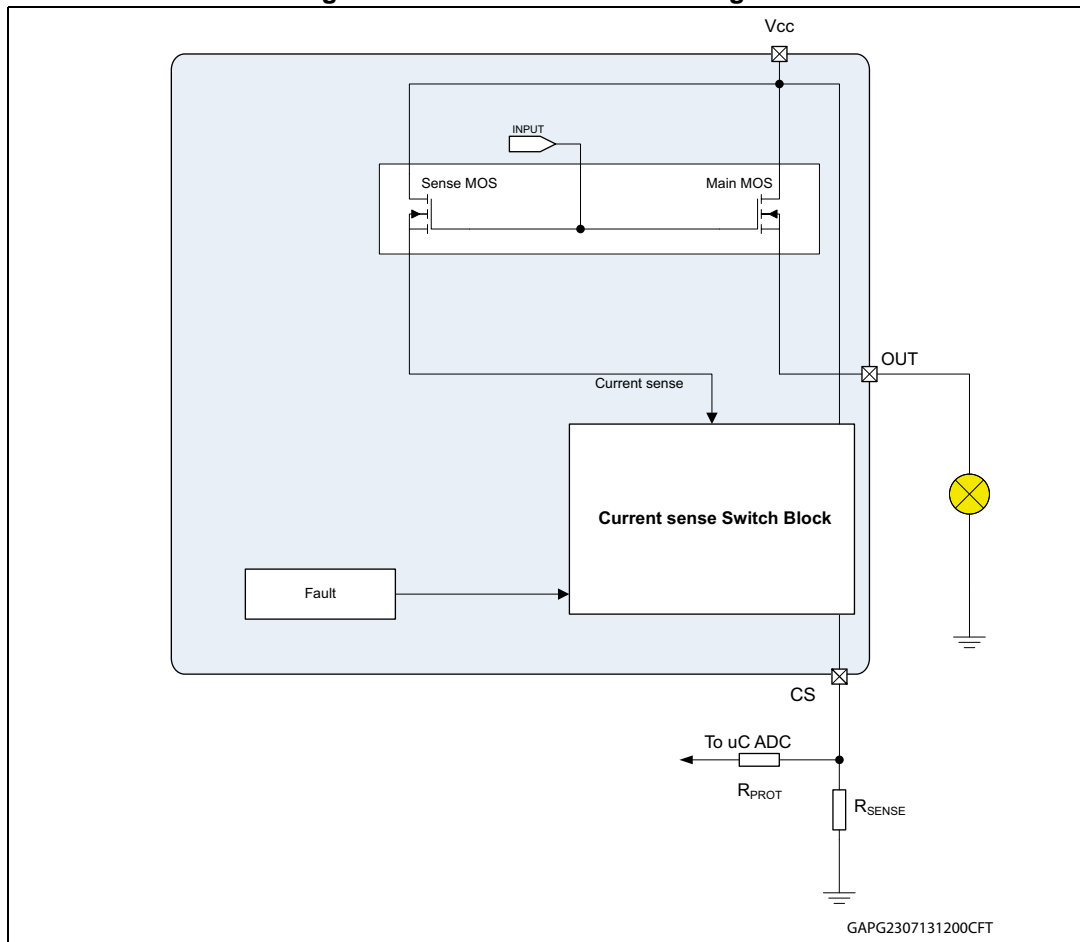 Vcc
INPUT
Sense MOS
Main MOS
OUT
Current sense
Current sense Switch Block
Fault
CS
To uC ADC
RPROT
RSENSE
GAPG2307131200CFT